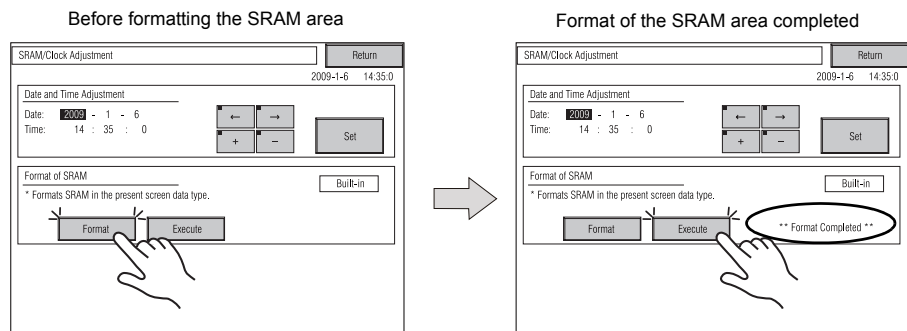 Before formatting the SRAM area
SRAM/Clock Adjustment
Return
2009-1-6 14:35:0
Date and Time Adjustment
Date: 2009 - 1 - 6
← →
Time: 14 : 35 : 0
+ −
Set
Format of SRAM
Built-in
* Formats SRAM in the present screen data type.
Format
Execute
Format of the SRAM area completed
SRAM/Clock Adjustment
Return
2009-1-6 14:35:0
Date and Time Adjustment
Date: 2009 - 1 - 6
← →
Time: 14 : 35 : 0
+ −
Set
Format of SRAM
Built-in
* Formats SRAM in the present screen data type.
Format
Execute
** Format Completed **